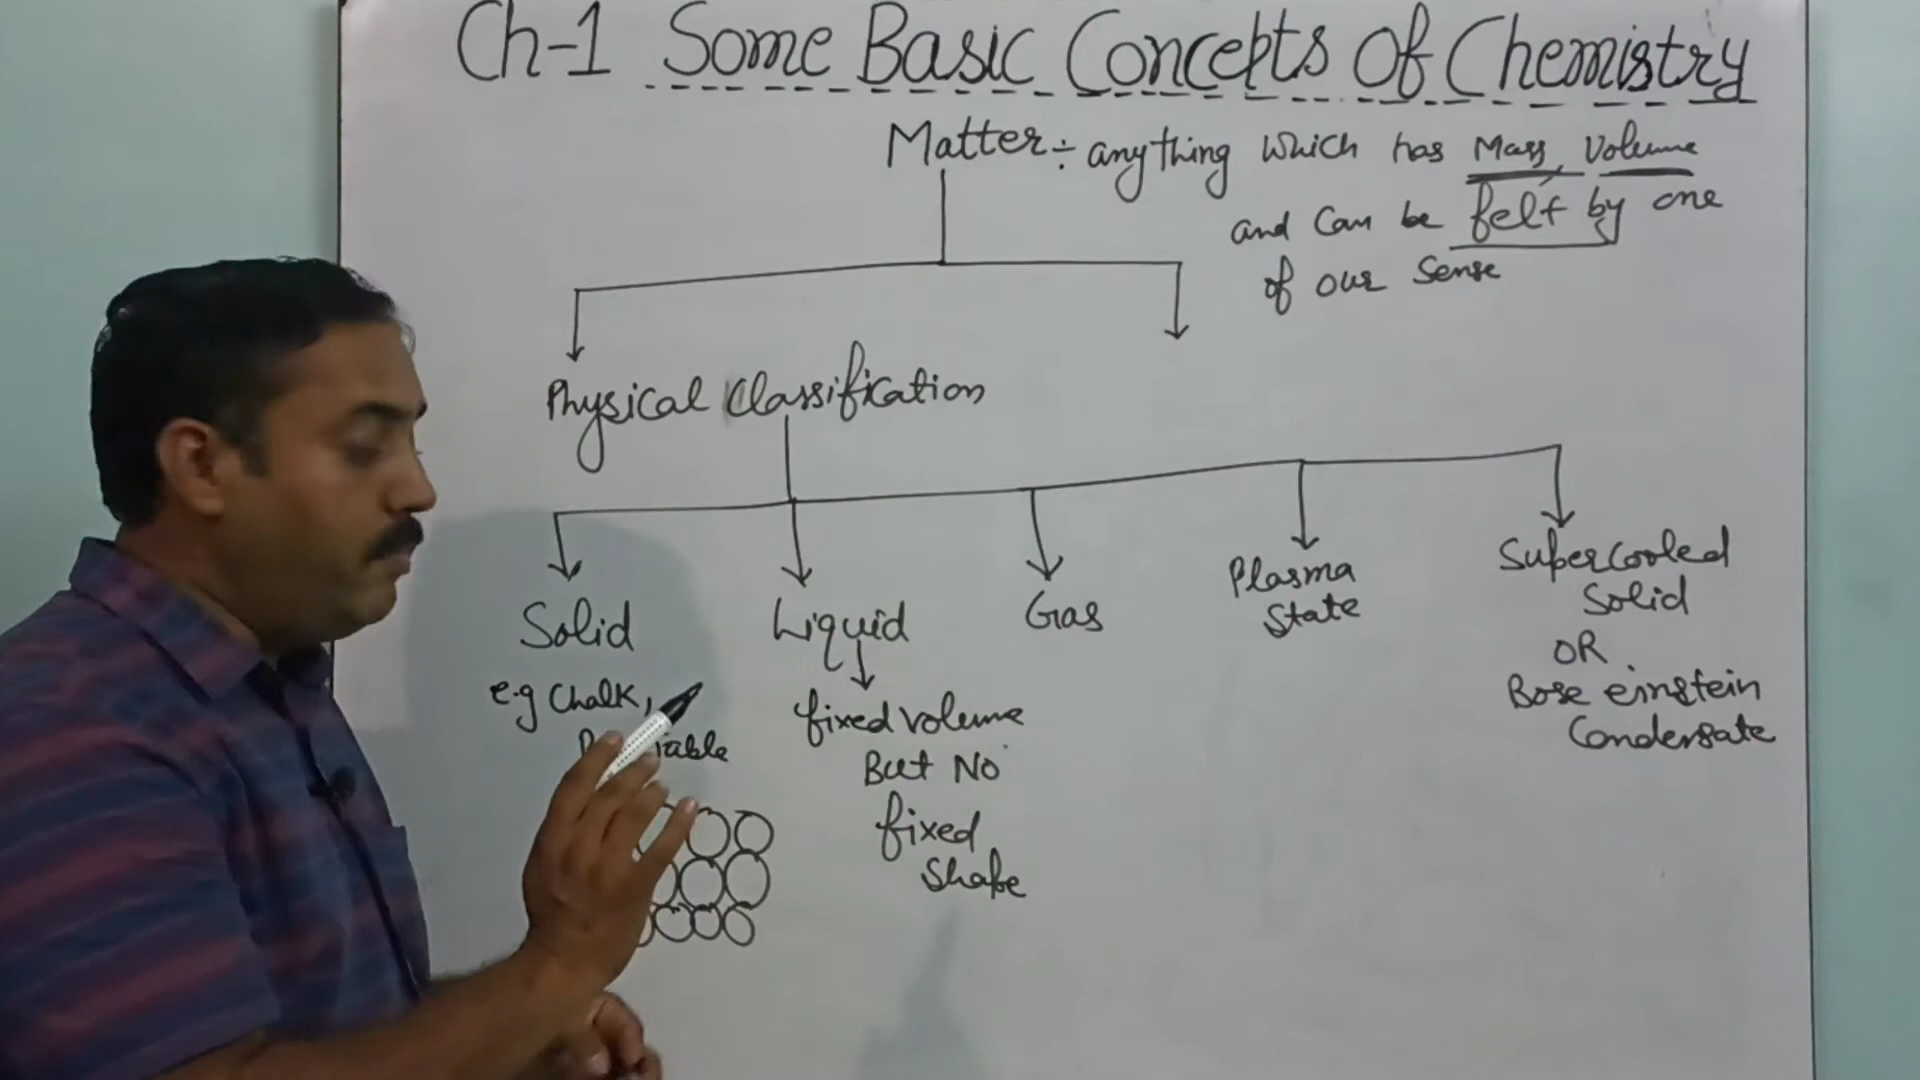 Ch-1 Some Basic Concepts Of Chemistry
Matter÷ anything which has Mass, Volume
and can be felt by one
of our sense
Physical Classification
Solid
e.g Chalk,
Table
Liquid
fixed volume
But No
fixed
shape
Gas
Plasma
State
Supercooled
Solid
OR
Bose einstein
Condensate